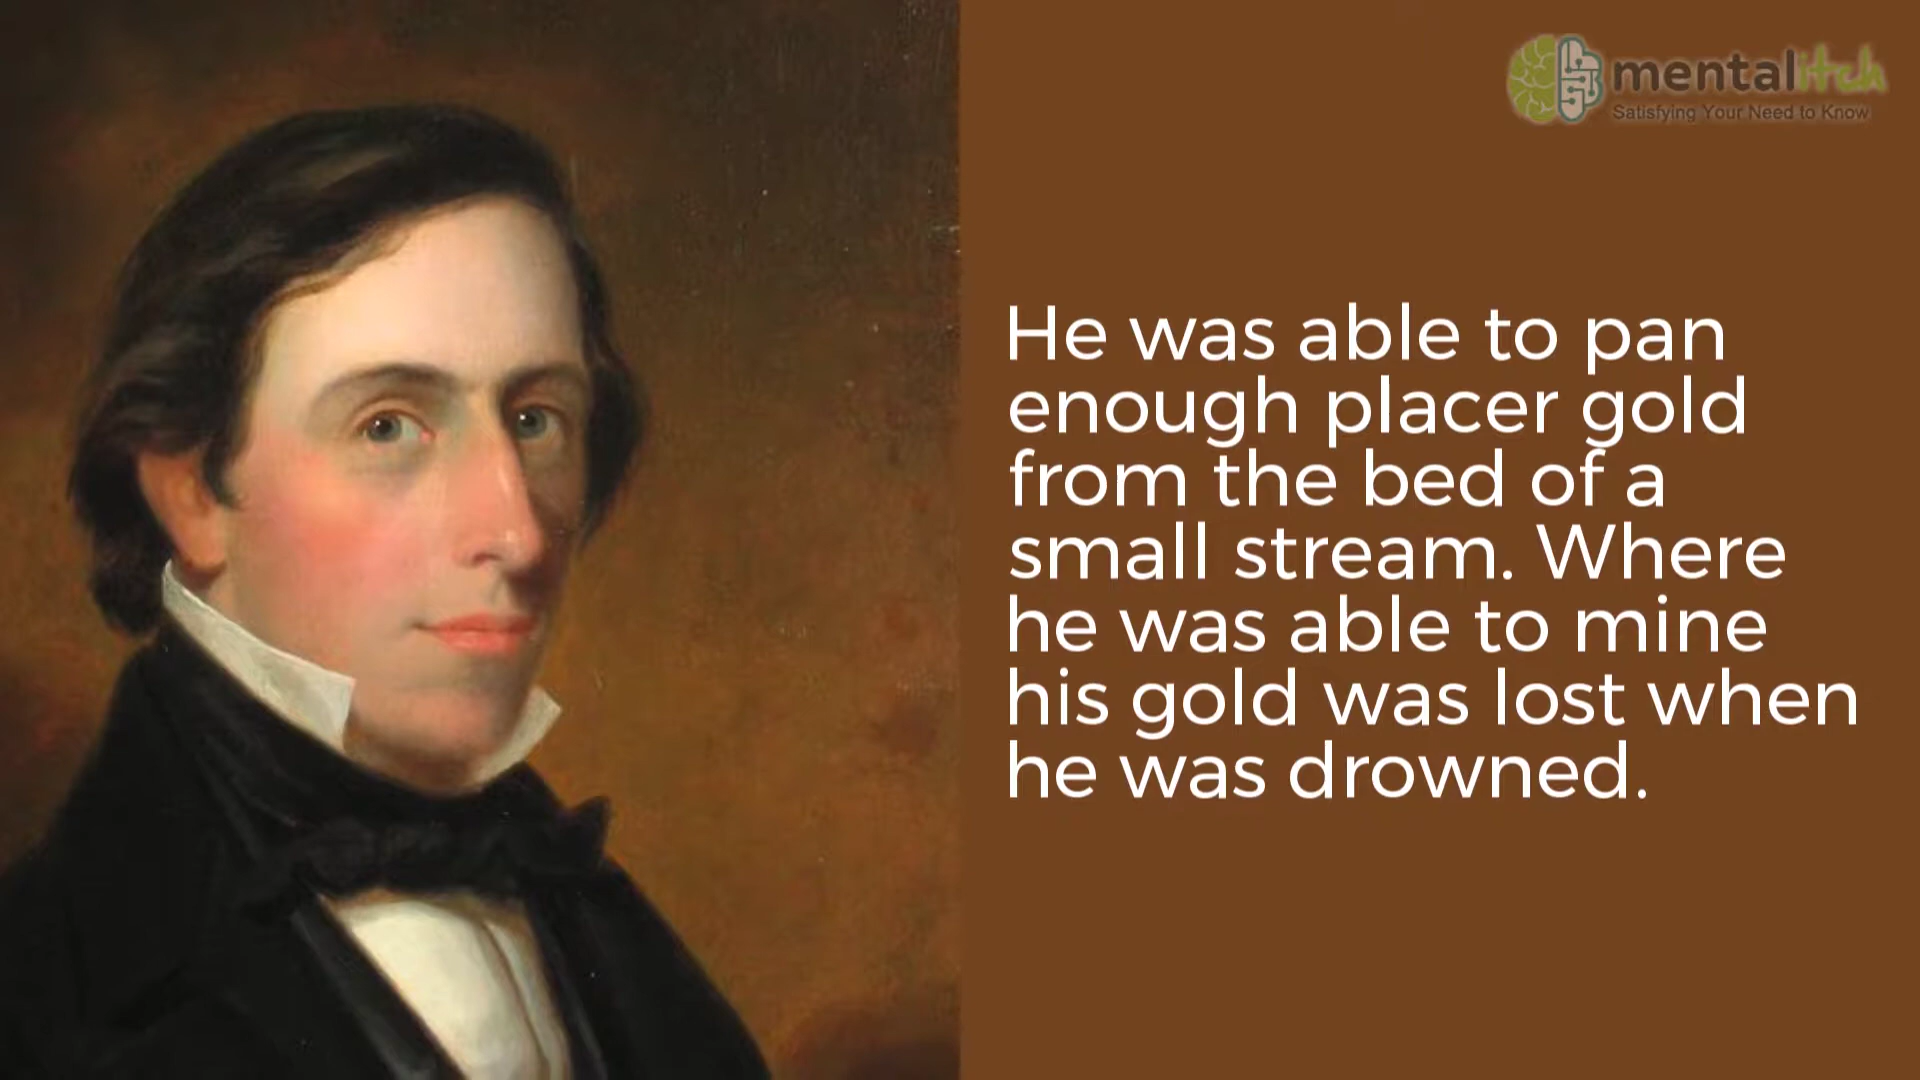 mentalitch
Satisfying Your Need to Know
He was able to pan
enough placer gold
from the bed of a
small stream. Where
he was able to mine
his gold was lost when
he was drowned.